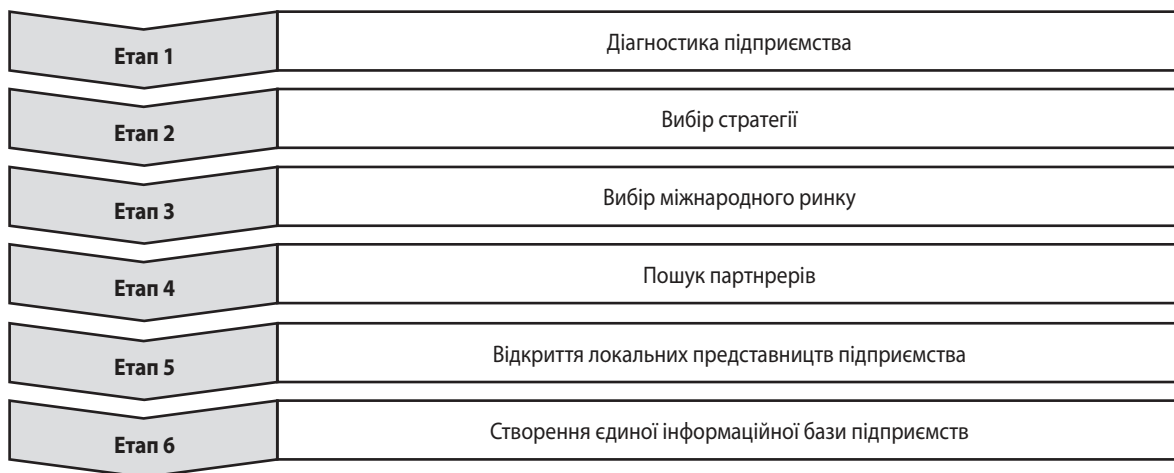 Етап 1
Діагностика підприємства
Етап 2
Вибір стратегії
Етап 3
Вибір міжнародного ринку
Етап 4
Пошук партнрерів
Етап 5
Відкриття локальних представництв підприємства
Етап 6
Створення єдиної інформаційної бази підприємств